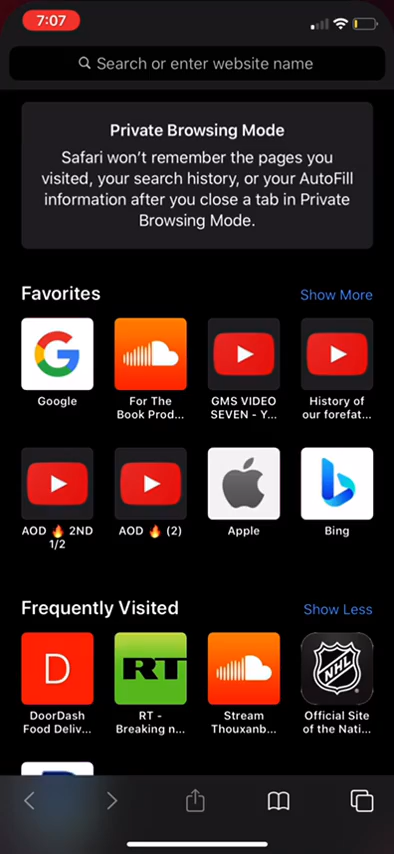 7:07
Search or enter website name
Private Browsing Mode
Safari won’t remember the pages you
visited, your search history, or your AutoFill
information after you close a tab in Private
Browsing Mode.
Favorites
Show More
Google
For The
Book Prod...
GMS VIDEO
SEVEN - Y...
History of
our forefat...
AOD 🔥 2ND
1/2
AOD 🔥 (2)
Apple
Bing
Frequently Visited
Show Less
D
RT
NHL
DoorDash
Food Deliv...
RT -
Breaking n...
Stream
Thouxanb...
Official Site
of the Nati...